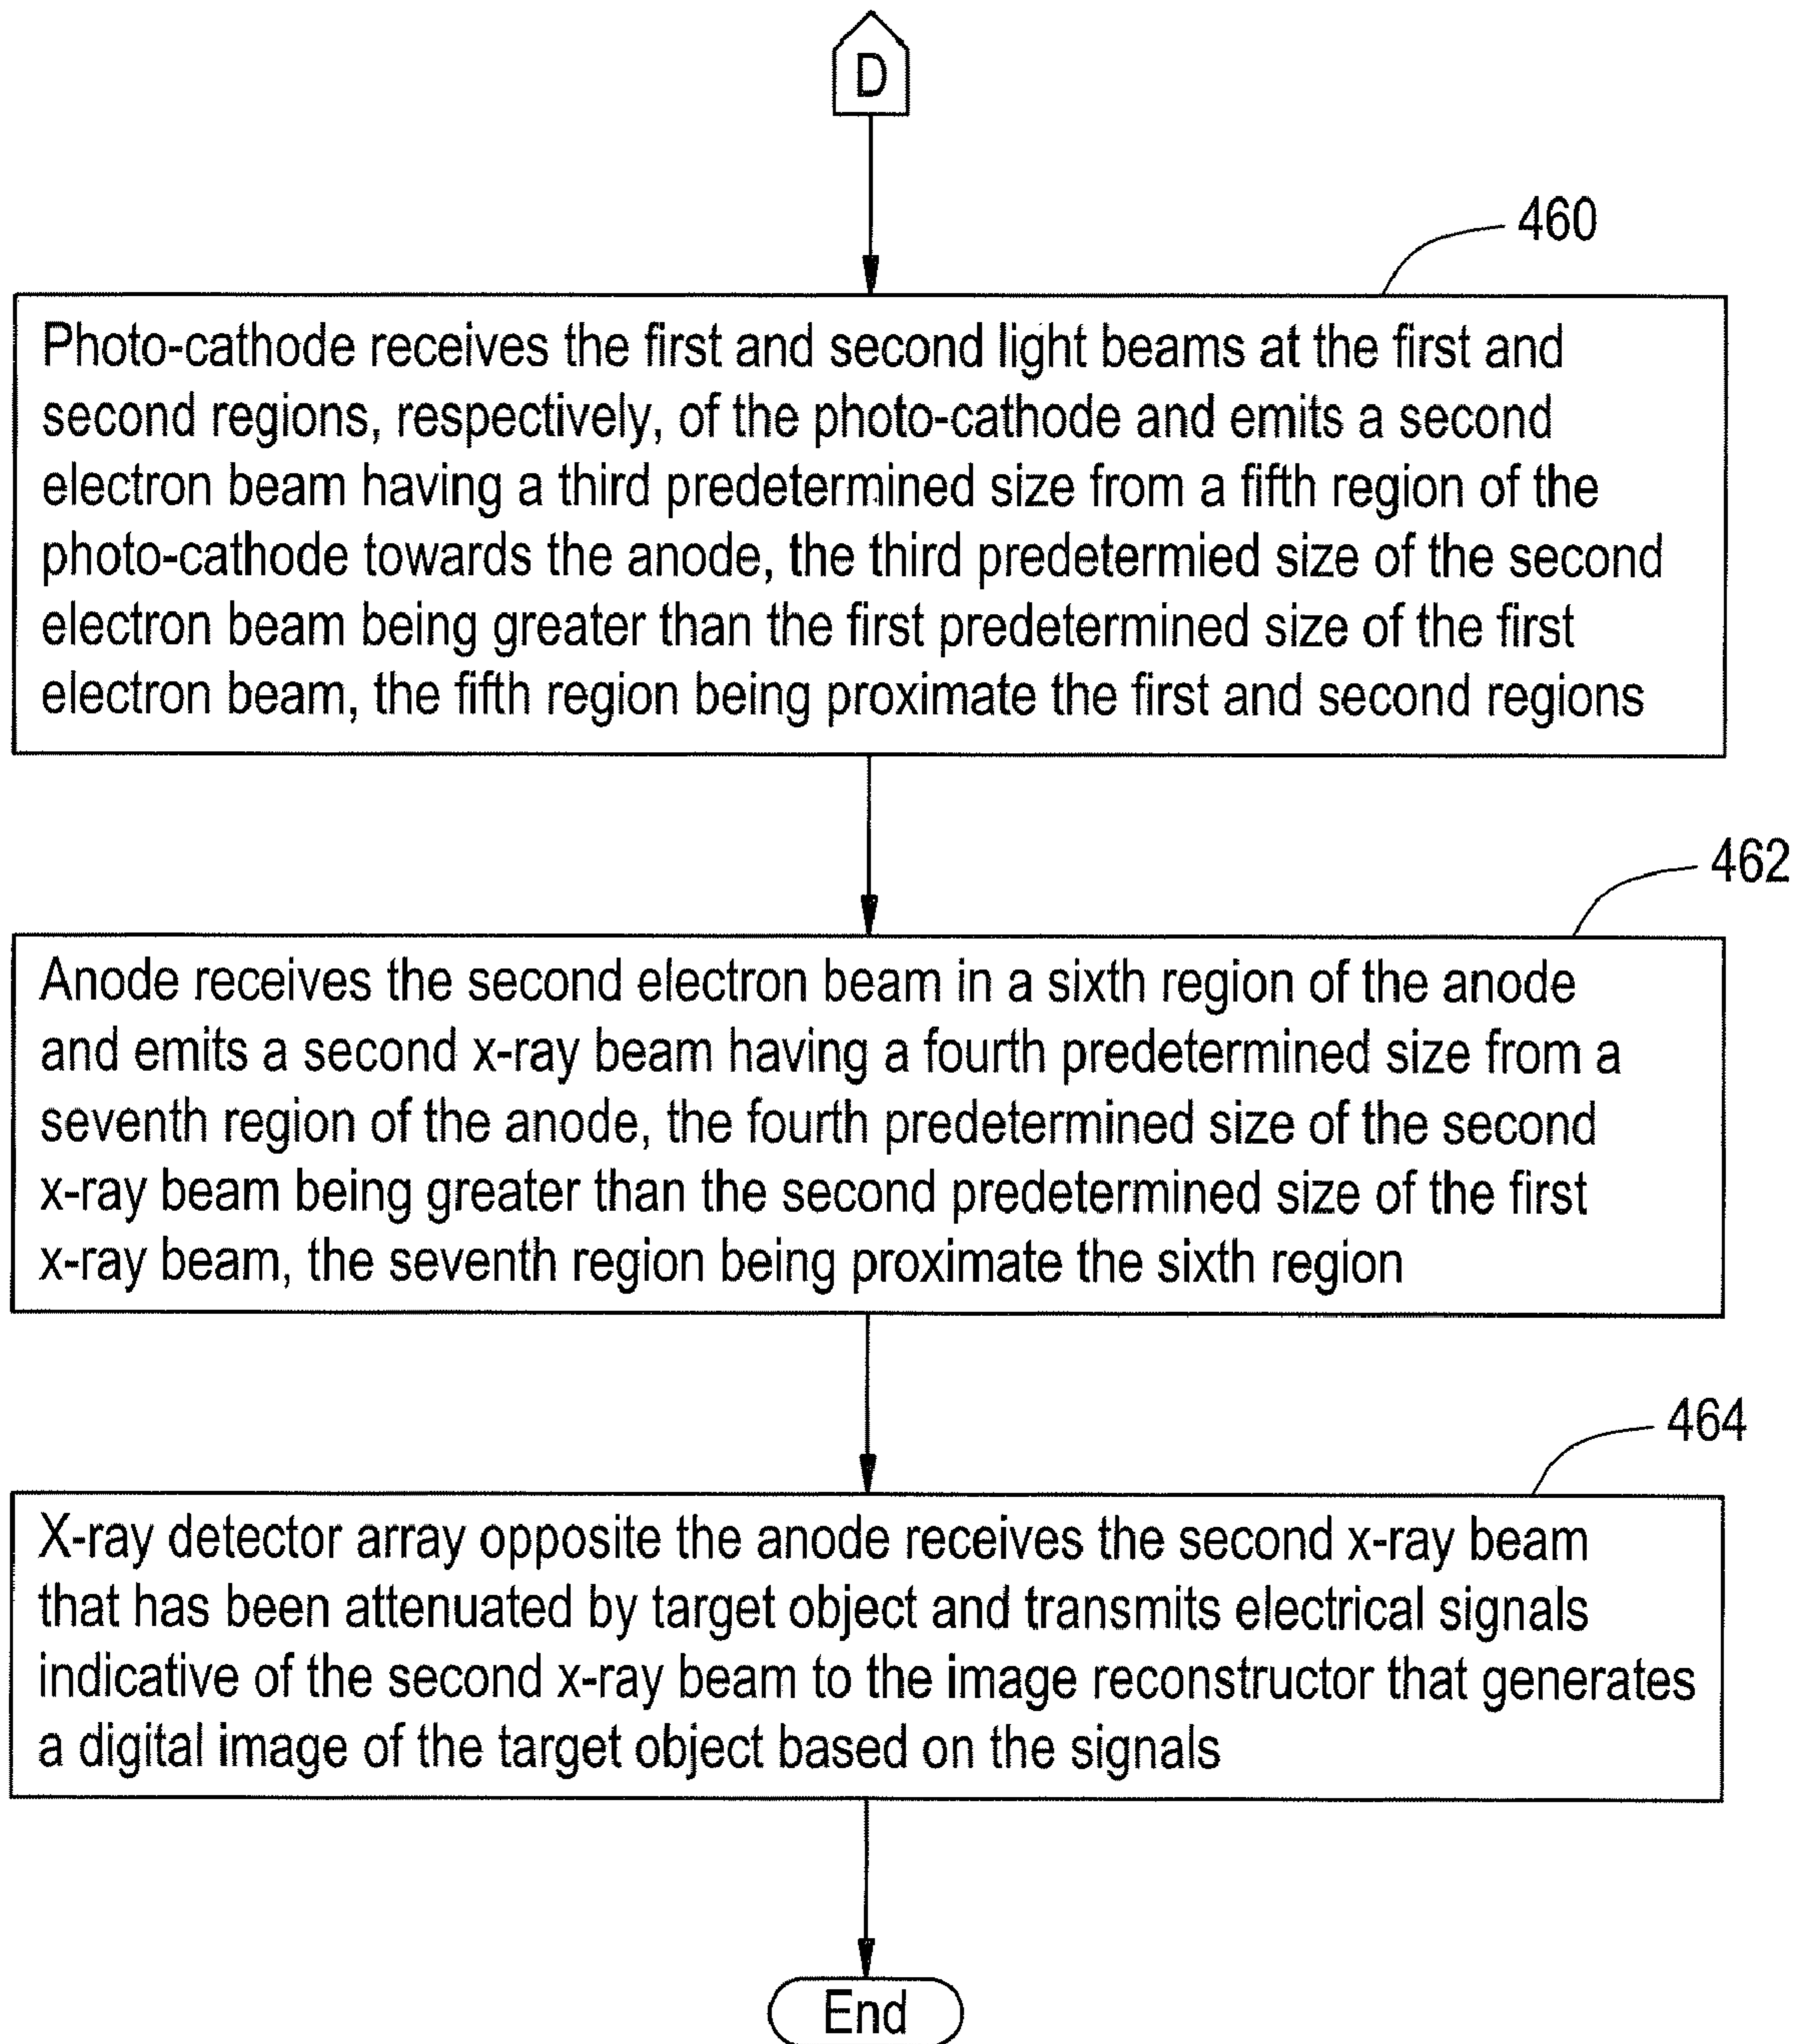 D
460
Photo-cathode receives the first and second light beams at the first and
second regions, respectively, of the photo-cathode and emits a second
electron beam having a third predetermined size from a fifth region of the
photo-cathode towards the anode, the third predetermied size of the second
electron beam being greater than the first predetermined size of the first
electron beam, the fifth region being proximate the first and second regions
462
Anode receives the second electron beam in a sixth region of the anode
and emits a second x-ray beam having a fourth predetermined size from a
seventh region of the anode, the fourth predetermined size of the second
x-ray beam being greater than the second predetermined size of the first
x-ray beam, the seventh region being proximate the sixth region
464
X-ray detector array opposite the anode receives the second x-ray beam
that has been attenuated by target object and transmits electrical signals
indicative of the second x-ray beam to the image reconstructor that generates
a digital image of the target object based on the signals
End